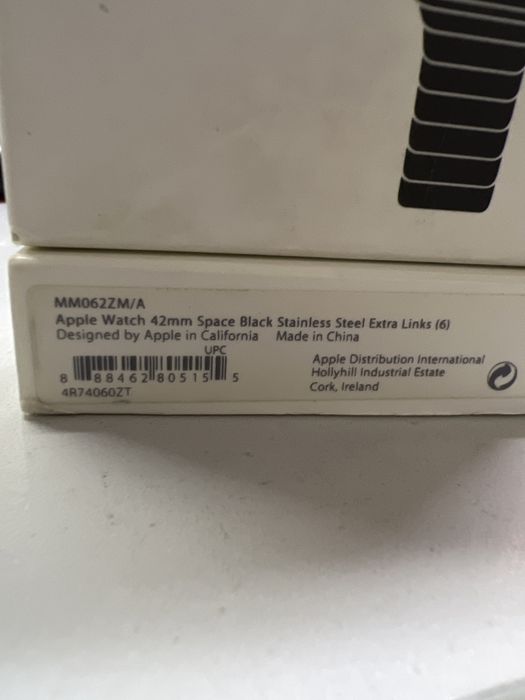 MM062ZM/A
Apple Watch 42mm Space Black Stainless Steel Extra Links (6)
Designed by Apple in California Made in China
UPC
8 88462 80515 5
4R74060ZT
Apple Distribution International
Hollyhill Industrial Estate
Cork, Ireland